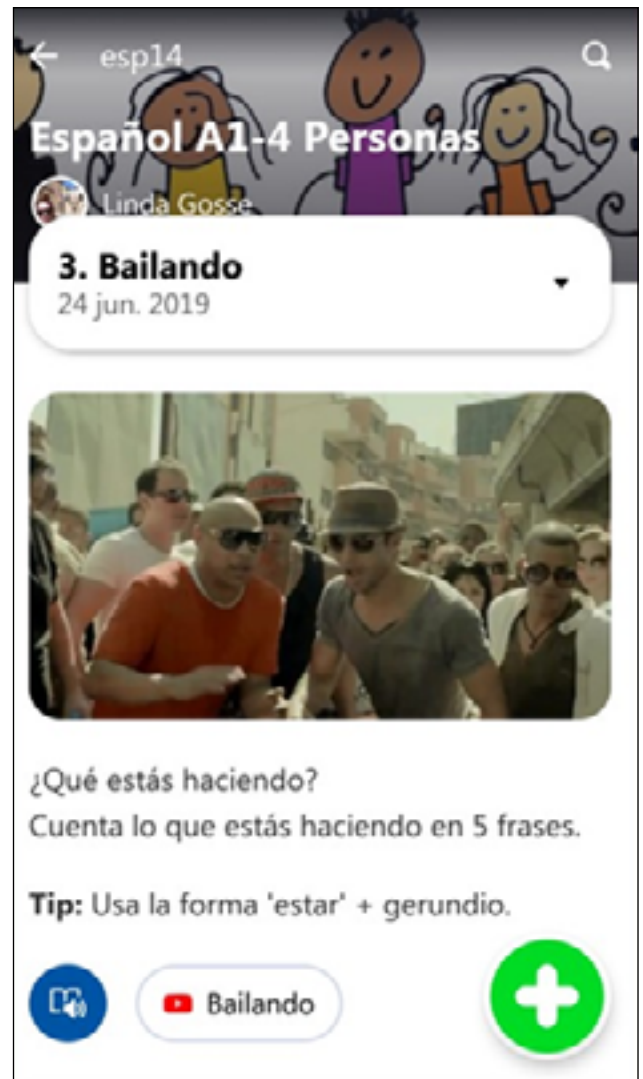 esp14
Español A1-4 Personas
Linda Gosse
3. Bailando
24 jun. 2019
¿Qué estás haciendo?
Cuenta lo que estás haciendo en 5 frases.
Tip: Usa la forma 'estar' + gerundio.
Bailando